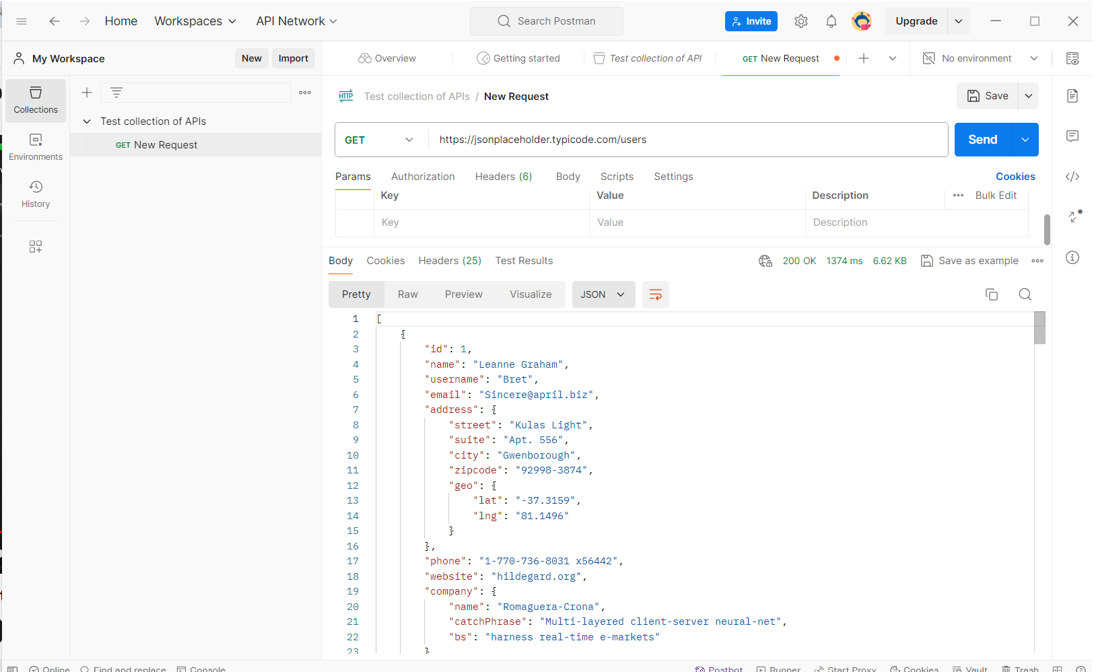 Home Workspaces API Network Search Postman Invite Upgrade
My Workspace New Import Overview Getting started Test collection of API GET New Request No environment
Collections
Test collection of APIs
GET New Request
Environments
History
HTTP Test collection of APIs / New Request Save
GET https://jsonplaceholder.typicode.com/users Send
Params Authorization Headers (6) Body Scripts Settings Cookies
Key Value Description Bulk Edit
Key Value Description
Body Cookies Headers (25) Test Results 200 OK 1374 ms 6.62 KB Save as example
Pretty Raw Preview Visualize JSON
1 [
2 {
3 "id": 1,
4 "name": "Leanne Graham",
5 "username": "Bret",
6 "email": "Sincere@april.biz",
7 "address": {
8 "street": "Kulas Light",
9 "suite": "Apt. 556",
10 "city": "Gwenborough",
11 "zipcode": "92998-3874",
12 "geo": {
13 "lat": "-37.3159",
14 "lng": "81.1496"
15 }
16 },
17 "phone": "1-770-736-8031 x56442",
18 "website": "hildegard.org",
19 "company": {
20 "name": "Romaguera-Crona",
21 "catchPhrase": "Multi-layered client-server neural-net",
22 "bs": "harness real-time e-markets"
23 }
Online Find and replace Console Postbot Runner Start Proxy Cookies Vault Trash